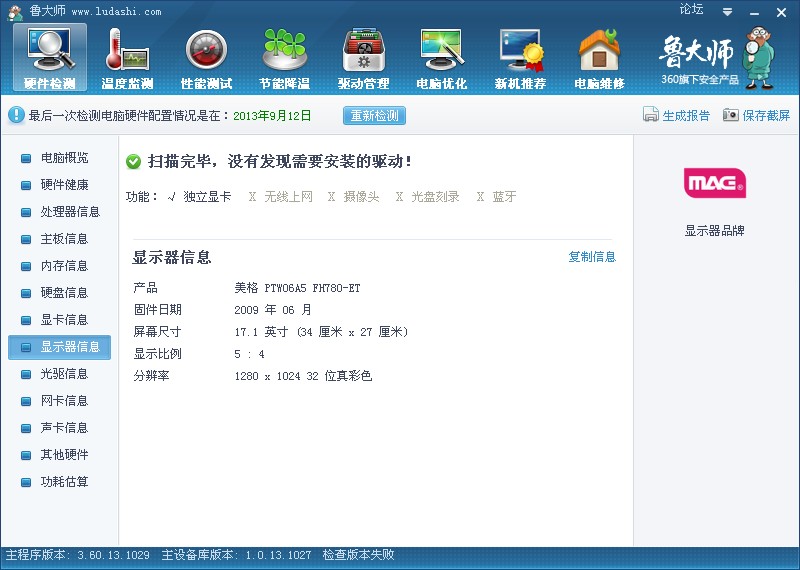 鲁大师 www.ludashi.com 论坛
硬件检测 温度监测 性能测试 节能降温 驱动管理 电脑优化 新机推荐 电脑维修
鲁大师
360旗下安全产品
最后一次检测电脑硬件配置情况是在：2013年9月12日 重新检测 生成报告 保存截屏
电脑概览
硬件健康
处理器信息
主板信息
内存信息
硬盘信息
显卡信息
显示器信息
光驱信息
网卡信息
声卡信息
其他硬件
功耗估算
扫描完毕，没有发现需要安装的驱动！
功能： √ 独立显卡 X 无线上网 X 摄像头 X 光盘刻录 X 蓝牙
显示器信息 复制信息
产品 美格 PTW06A5 FH780-ET
固件日期 2009 年 06 月
屏幕尺寸 17.1 英寸 (34 厘米 x 27 厘米)
显示比例 5 : 4
分辨率 1280 x 1024 32 位真彩色
MAG
显示器品牌
主程序版本: 3.60.13.1029 主设备库版本: 1.0.13.1027 检查版本失败